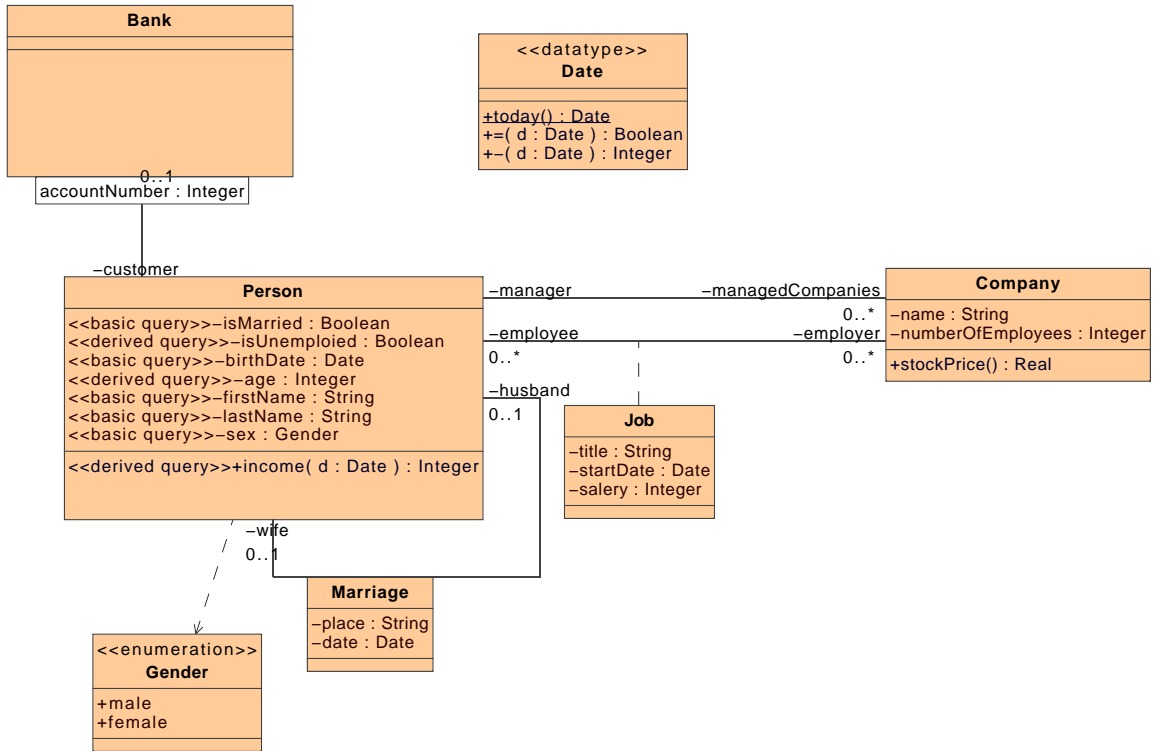 Bank
0..1
accountNumber : Integer
<<datatype>>
Date
+today() : Date
+=( d : Date ) : Boolean
+−( d : Date ) : Integer
−customer
Person
<<basic query>>−isMarried : Boolean
<<derived query>>−isUnemploied : Boolean
<<basic query>>−birthDate : Date
<<derived query>>−age : Integer
<<basic query>>−firstName : String
<<basic query>>−lastName : String
<<basic query>>−sex : Gender
<<derived query>>+income( d : Date ) : Integer
−manager
−managedCompanies
0..*
−employee
0..*
−employer
0..*
Company
−name : String
−numberOfEmployees : Integer
+stockPrice() : Real
−husband
0..1
Job
−title : String
−startDate : Date
−salery : Integer
−wife
0..1
Marriage
−place : String
−date : Date
<<enumeration>>
Gender
+male
+female